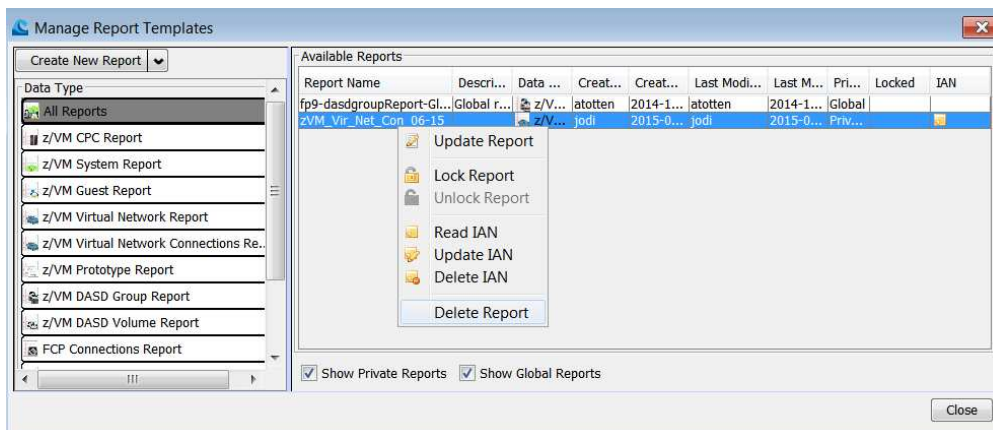 Manage Report Templates
Create New Report
Data Type
All Reports
z/VM CPC Report
z/VM System Report
z/VM Guest Report
z/VM Virtual Network Report
z/VM Virtual Network Connections Re..
z/VM Prototype Report
z/VM DASD Group Report
z/VM DASD Volume Report
FCP Connections Report
Available Reports
Report Name Descri... Data ... Creat... Creat... Last Modi... Last M... Pri... Locked IAN
fp9-dasdgroupReport-Gl... Global r... z/V... atotten 2014-1... atotten 2014-1... Global
zVM_Vir_Net_Con_06-15 z/V... jodi 2015-0... jodi 2015-0... Priv...
Update Report
Lock Report
Unlock Report
Read IAN
Update IAN
Delete IAN
Delete Report
Show Private Reports Show Global Reports
Close